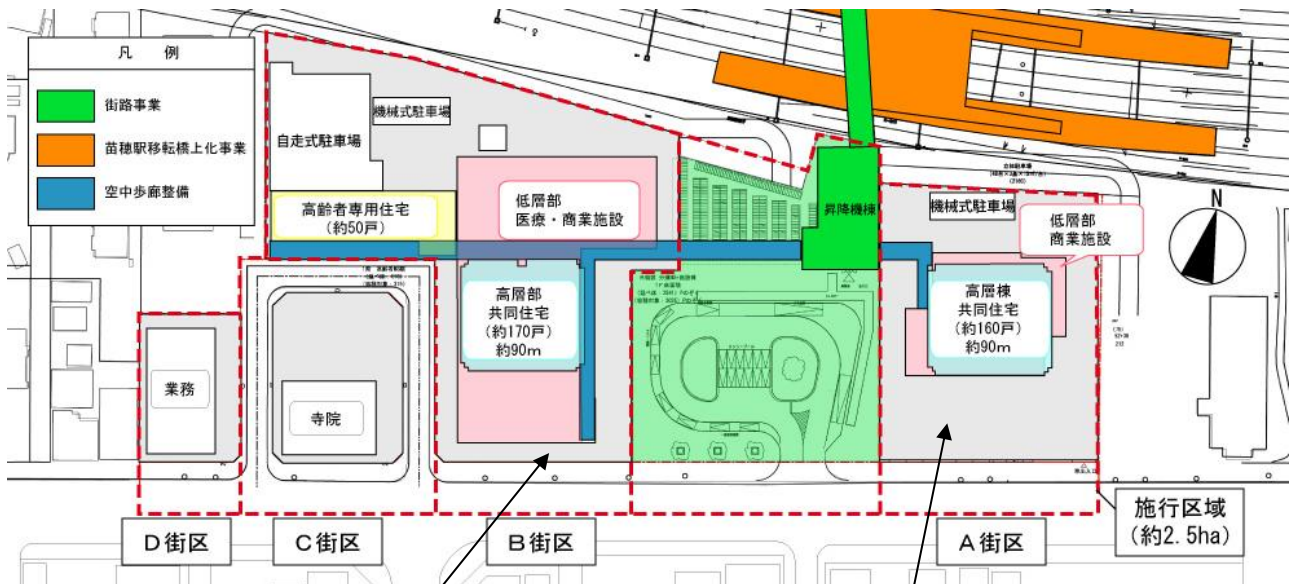 凡　例
街路事業
苗穂駅移転橋上化事業
空中歩廊整備
自走式駐車場
機械式駐車場
高齢者専用住宅
（約50戸）
低層部
医療・商業施設
昇降機棟
機械式駐車場
低層部
商業施設
N
高層部
共同住宅
（約170戸）
約90m
高層棟
共同住宅
（約160戸）
約90m
業務
寺院
D街区
C街区
B街区
A街区
施行区域
（約2.5ha）